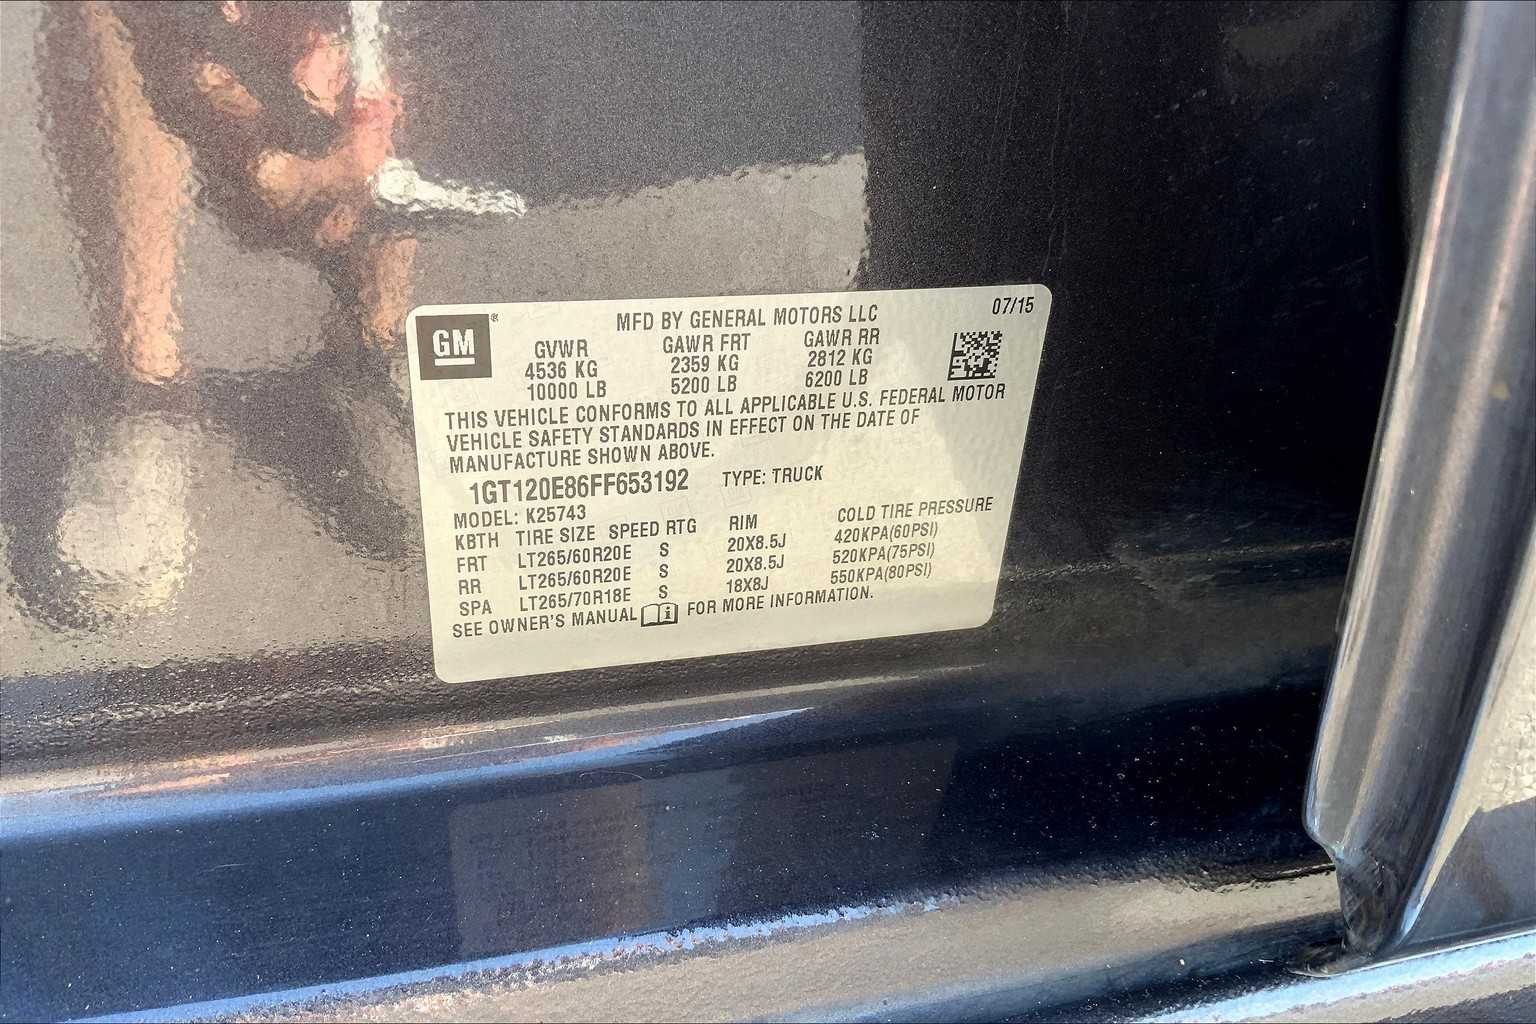 GM® MFD BY GENERAL MOTORS LLC 07/15
GVWR GAWR FRT GAWR RR
4536 KG 2359 KG 2812 KG
10000 LB 5200 LB 6200 LB
THIS VEHICLE CONFORMS TO ALL APPLICABLE U.S. FEDERAL MOTOR
VEHICLE SAFETY STANDARDS IN EFFECT ON THE DATE OF
MANUFACTURE SHOWN ABOVE.
1GT120E86FF653192 TYPE: TRUCK
MODEL: K25743
KBTH TIRE SIZE SPEED RTG RIM COLD TIRE PRESSURE
FRT LT265/60R20E S 20X8.5J 420KPA(60PSI)
RR LT265/60R20E S 20X8.5J 520KPA(75PSI)
SPA LT265/70R18E S 18X8J 550KPA(80PSI)
SEE OWNER'S MANUAL FOR MORE INFORMATION.